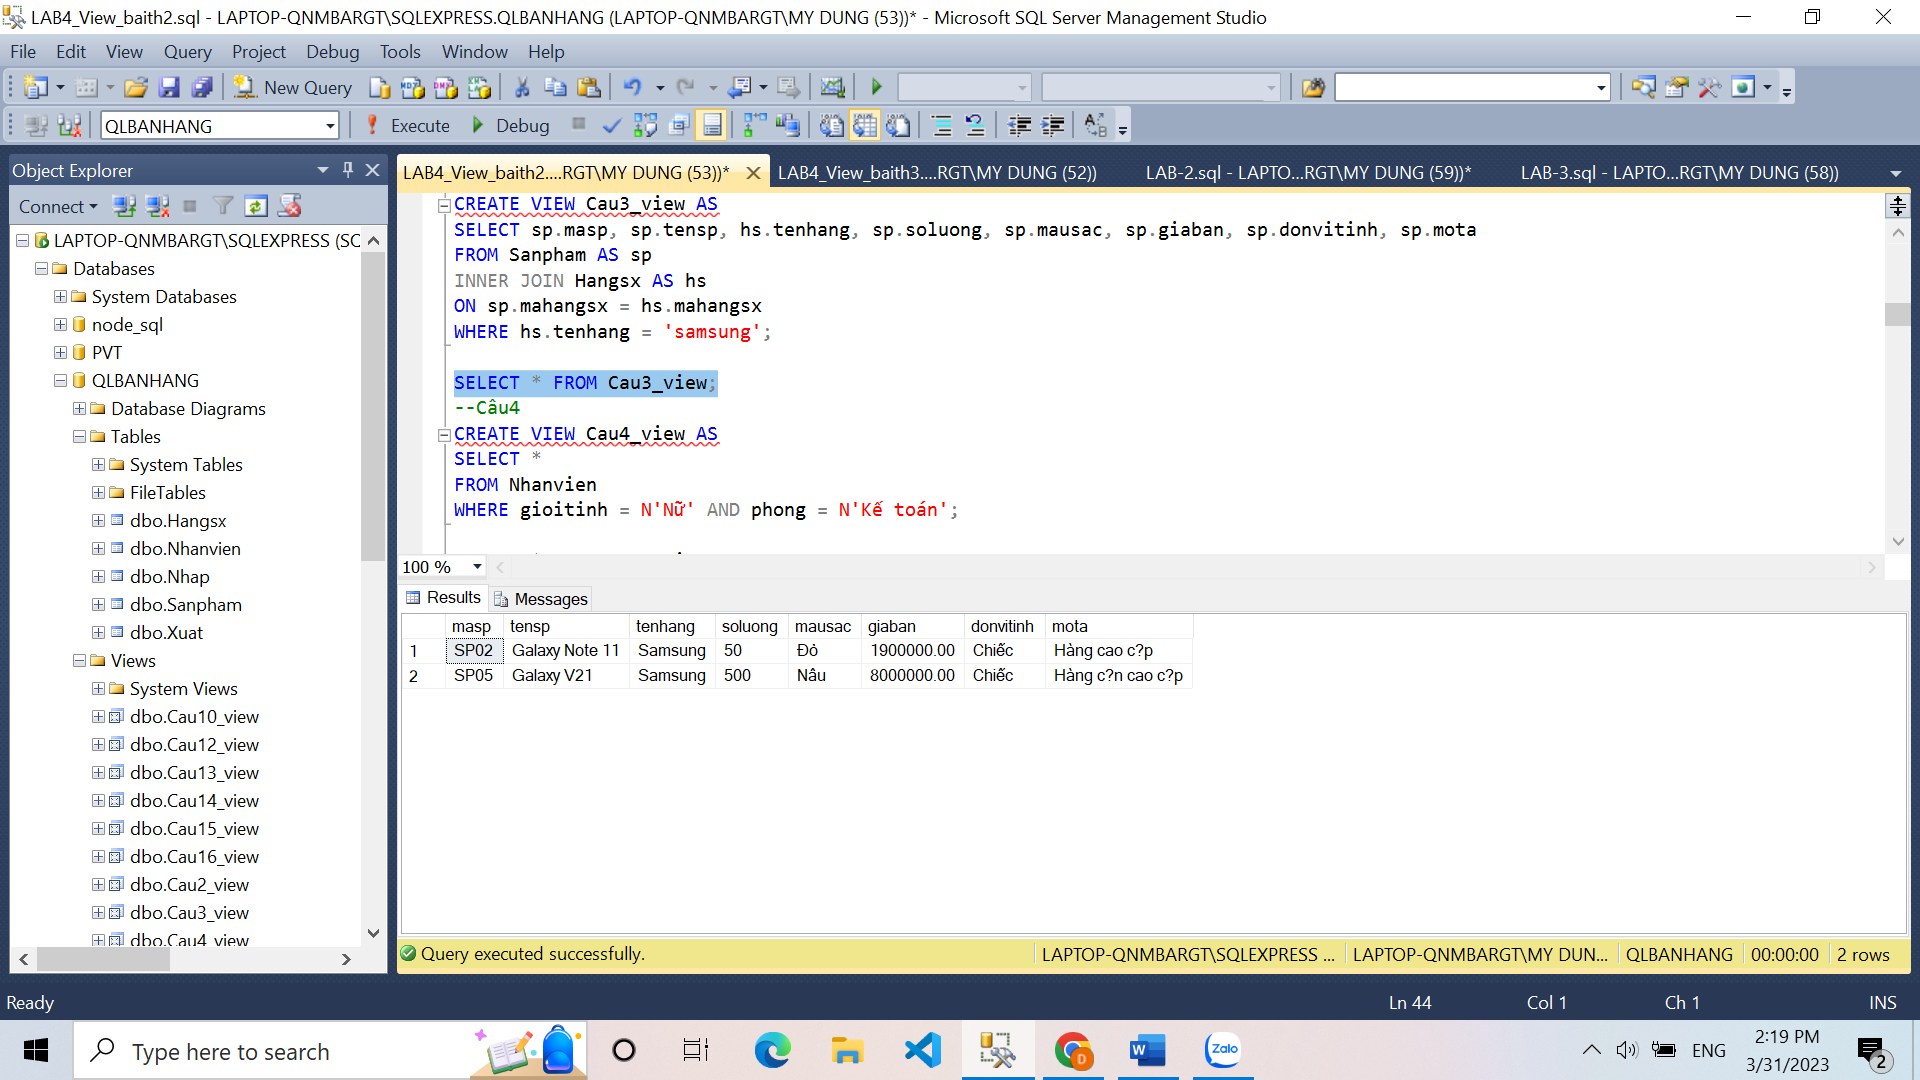 LAB4_View_baith2.sql - LAPTOP-QNMBARGT\SQLEXPRESS.QLBANHANG (LAPTOP-QNMBARGT\MY DUNG (53))* - Microsoft SQL Server Management Studio
File Edit View Query Project Debug Tools Window Help
New Query
QLBANHANG Execute Debug
Object Explorer
Connect
LAPTOP-QNMBARGT\SQLEXPRESS (SC
Databases
System Databases
node_sql
PVT
QLBANHANG
Database Diagrams
Tables
System Tables
FileTables
dbo.Hangsx
dbo.Nhanvien
dbo.Nhap
dbo.Sanpham
dbo.Xuat
Views
System Views
dbo.Cau10_view
dbo.Cau12_view
dbo.Cau13_view
dbo.Cau14_view
dbo.Cau15_view
dbo.Cau16_view
dbo.Cau2_view
dbo.Cau3_view
dbo.Cau4_view
LAB4_View_baith2....RGT\MY DUNG (53))* LAB4_View_baith3....RGT\MY DUNG (52)) LAB-2.sql - LAPTO...RGT\MY DUNG (59))* LAB-3.sql - LAPTO...RGT\MY DUNG (58))
CREATE VIEW Cau3_view AS
SELECT sp.masp, sp.tensp, hs.tenhang, sp.soluong, sp.mausac, sp.giaban, sp.donvitinh, sp.mota
FROM Sanpham AS sp
INNER JOIN Hangsx AS hs
ON sp.mahangsx = hs.mahangsx
WHERE hs.tenhang = 'samsung';
SELECT * FROM Cau3_view;
--Câu4
CREATE VIEW Cau4_view AS
SELECT *
FROM Nhanvien
WHERE gioitinh = N'Nữ' AND phong = N'Kế toán';
100 %
Results Messages
masp tensp tenhang soluong mausac giaban donvitinh mota
1 SP02 Galaxy Note 11 Samsung 50 Đỏ 1900000.00 Chiếc Hàng cao c?p
2 SP05 Galaxy V21 Samsung 500 Nâu 8000000.00 Chiếc Hàng c?n cao c?p
Query executed successfully. LAPTOP-QNMBARGT\SQLEXPRESS ... LAPTOP-QNMBARGT\MY DUN... QLBANHANG 00:00:00 2 rows
Ready Ln 44 Col 1 Ch 1 INS
Type here to search
Zalo
ENG
2:19 PM
3/31/2023
2